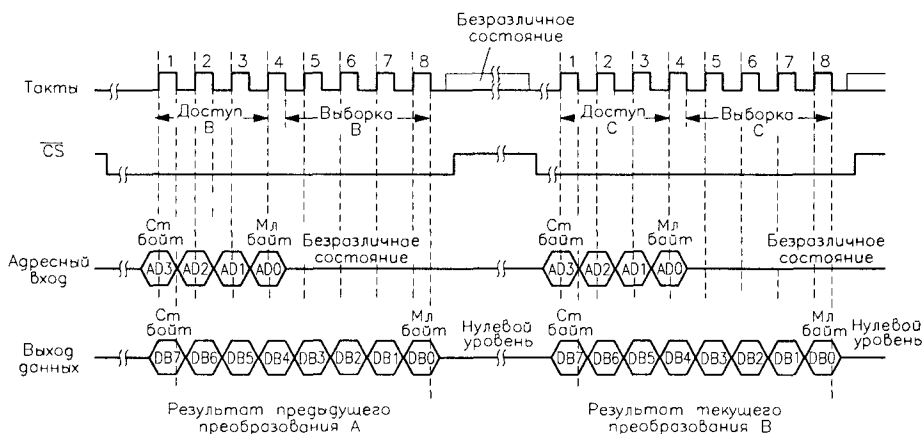 Безразличное
состояние
1 2 3 4 5 6 7 8 1 2 3 4 5 6 7 8
Такты
Доступ
B
Выборка
B
Доступ
C
Выборка
C
CS
Ст
байт
Мл
байт
Безразличное
состояние
Ст
байт
Мл
байт
Безразличное
состояние
Адресный
вход
AD3 AD2 AD1 AD0 AD3 AD2 AD1 AD0
Ст
байт
Мл
байт
Нулевой
уровень
Ст
байт
Мл
байт
Нулевой
уровень
Выход
данных
DB7 DB6 DB5 DB4 DB3 DB2 DB1 DB0 DB7 DB6 DB5 DB4 DB3 DB2 DB1 DB0
Результат предыдущего
преобразования A
Результат текущего
преобразования B